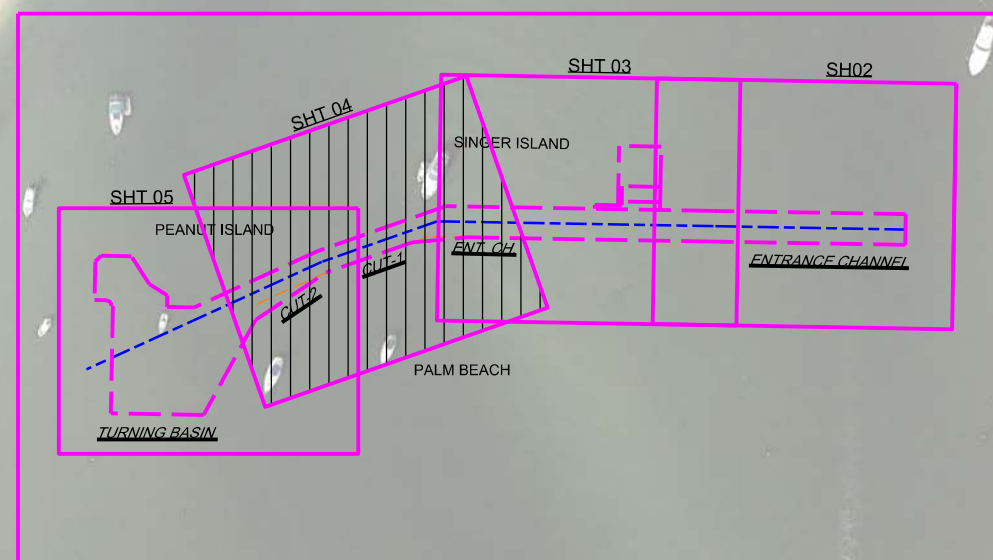 SHT 03
SH02
SHT 04
SINGER ISLAND
SHT 05
PEANUT ISLAND
ENT. CH.
CUT-1
ENTRANCE CHANNEL
CUT-2
PALM BEACH
TURNING BASIN